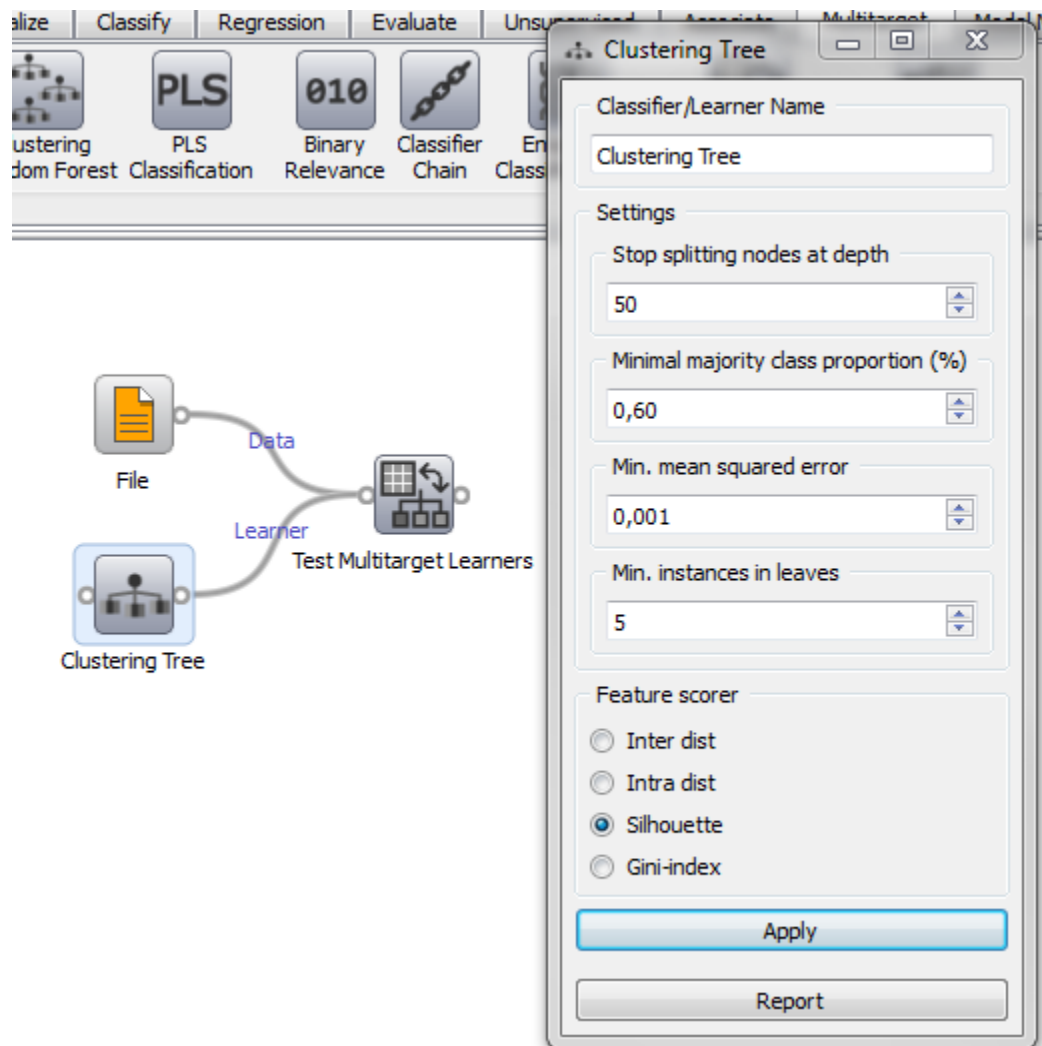 alize Classify Regression Evaluate
Clustering Tree
PLS
010
ustering
dom Forest
PLS
Classification
Binary
Relevance
Classifier
Chain
En
Class
Classifier/Learner Name
Clustering Tree
Settings
Stop splitting nodes at depth
50
Minimal majority class proportion (%)
0,60
Min. mean squared error
0,001
Min. instances in leaves
5
Feature scorer
Inter dist
Intra dist
Silhouette
Gini-index
Apply
Report
Data
File
Learner
Test Multitarget Learners
Clustering Tree